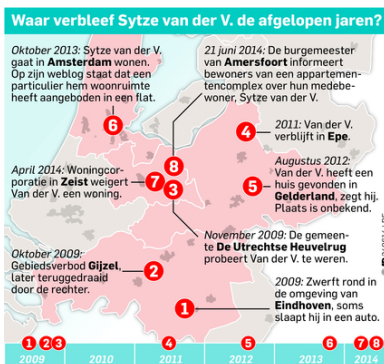 Waar verbleef Sytze van der V. de afgelopen jaren?
Oktober 2013: Sytze van der V.
gaat in Amsterdam wonen.
Op zijn weblog staat dat een
particulier hem woonruimte
heeft aangeboden in een flat.
21 juni 2014: De burgemeester
van Amersfoort informeert
bewoners van een appartemen-
tencomplex over hun medebe-
woner, Sytze van der V.
6
4
2011: Van der V.
verblijft in Epe.
April 2014: Woningcor-
poratie in Zeist weigert
Van der V. een woning.
8
7
3
5
Augustus 2012:
Van der V. heeft een
huis gevonden in
Gelderland, zegt hij.
Plaats is onbekend.
November 2009: De gemeen-
te De Utrechtse Heuvelrug
probeert Van der V. te weren.
Oktober 2009:
Gebiedsverbod Gijzel,
later teruggedraaid
door de rechter.
2
1
2009: Zwerft rond in
de omgeving van
Eindhoven, soms
slaapt hij in een auto.
1 2 3 4 5 6 7 8
2009 2010 2011 2012 2013 2014